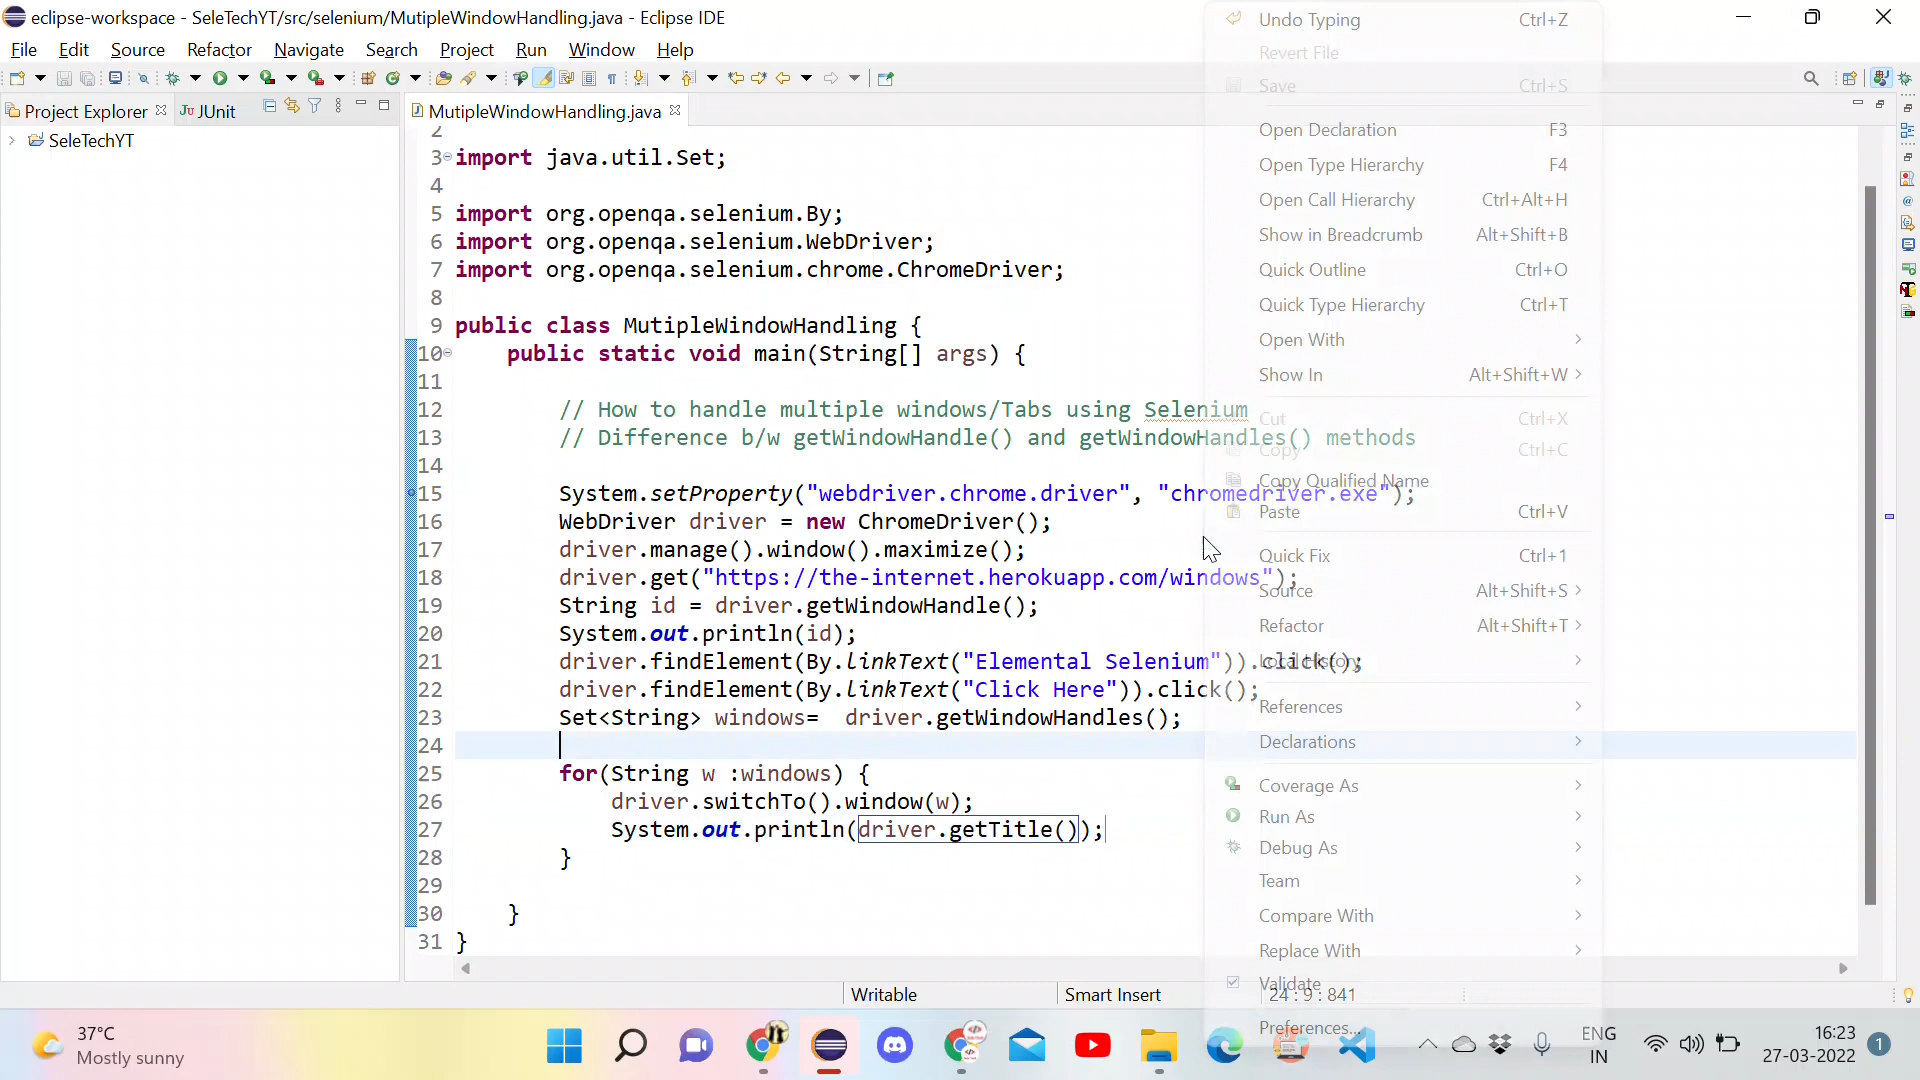 eclipse-workspace - SeleTechYT/src/selenium/MutipleWindowHandling.java - Eclipse IDE
File Edit Source Refactor Navigate Search Project Run Window Help
Project Explorer
JUnit
MutipleWindowHandling.java
SeleTechYT
2
3 import java.util.Set;
4
5 import org.openqa.selenium.By;
6 import org.openqa.selenium.WebDriver;
7 import org.openqa.selenium.chrome.ChromeDriver;
8
9 public class MutipleWindowHandling {
10 public static void main(String[] args) {
11
12 // How to handle multiple windows/Tabs using Selenium
13 // Difference b/w getWindowHandle() and getWindowHandles() methods
14
15 System.setProperty("webdriver.chrome.driver", "chromedriver.exe");
16 WebDriver driver = new ChromeDriver();
17 driver.manage().window().maximize();
18 driver.get("https://the-internet.herokuapp.com/windows");
19 String id = driver.getWindowHandle();
20 System.out.println(id);
21 driver.findElement(By.linkText("Elemental Selenium")).click();
22 driver.findElement(By.linkText("Click Here")).click();
23 Set<String> windows= driver.getWindowHandles();
24
25 for(String w :windows) {
26 driver.switchTo().window(w);
27 System.out.println(driver.getTitle());
28 }
29
30 }
31 }
Undo Typing Ctrl+Z
Revert File
Save Ctrl+S
Open Declaration F3
Open Type Hierarchy F4
Open Call Hierarchy Ctrl+Alt+H
Show in Breadcrumb Alt+Shift+B
Quick Outline Ctrl+O
Quick Type Hierarchy Ctrl+T
Open With
Show In Alt+Shift+W
Cut Ctrl+X
Copy Ctrl+C
Copy Qualified Name
Paste Ctrl+V
Quick Fix Ctrl+1
Source Alt+Shift+S
Refactor Alt+Shift+T
Local History
References
Declarations
Coverage As
Run As
Debug As
Team
Compare With
Replace With
Validate
Preferences...
Writable
Smart Insert
24 : 9 : 841
37°C
Mostly sunny
ENG
IN
16:23
27-03-2022
1